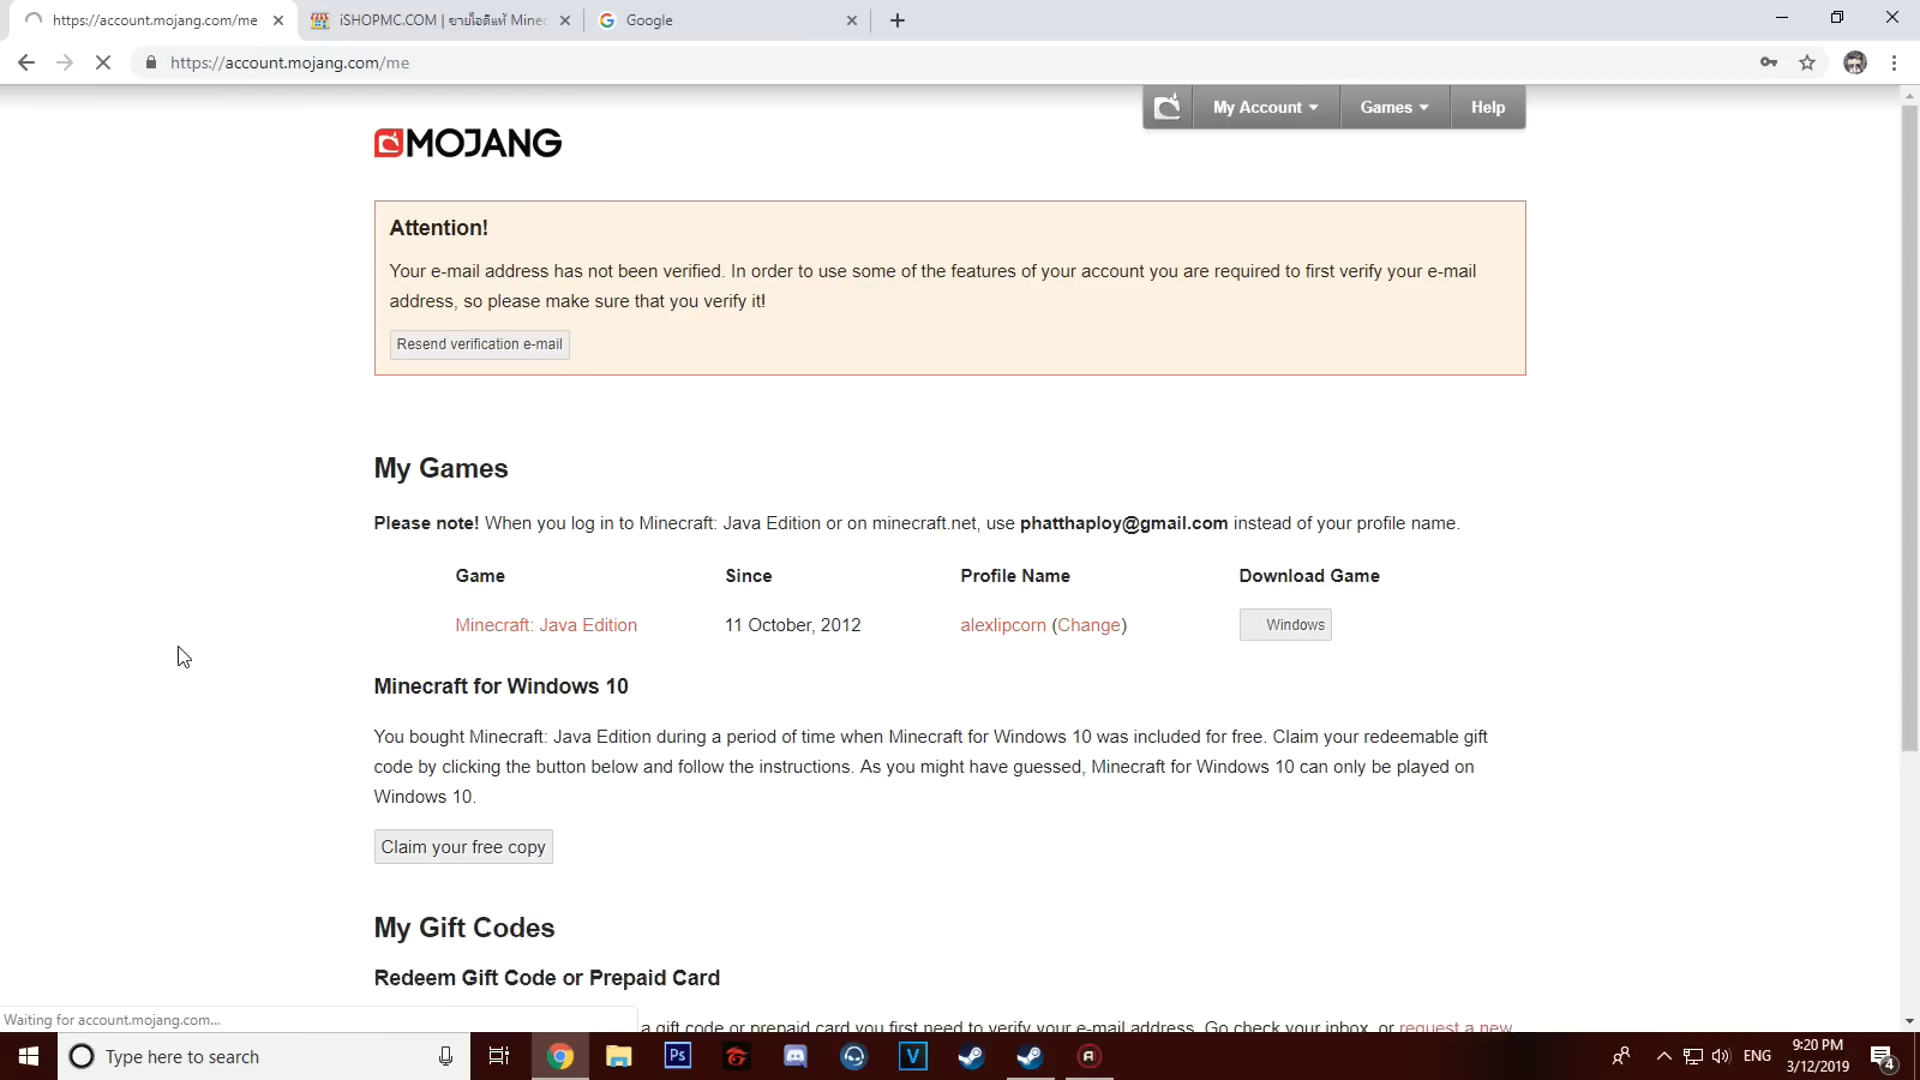 https://account.mojang.com/me
iSHOPMC.COM | ขายไอดีแท้ Minec
Google
https://account.mojang.com/me
My Account
Games
Help
MOJANG
Attention!
Your e-mail address has not been verified. In order to use some of the features of your account you are required to first verify your e-mail
address, so please make sure that you verify it!
Resend verification e-mail
My Games
Please note! When you log in to Minecraft: Java Edition or on minecraft.net, use phatthaploy@gmail.com instead of your profile name.
Game Since Profile Name Download Game
Minecraft: Java Edition 11 October, 2012 alexlipcorn (Change) Windows
Minecraft for Windows 10
You bought Minecraft: Java Edition during a period of time when Minecraft for Windows 10 was included for free. Claim your redeemable gift
code by clicking the button below and follow the instructions. As you might have guessed, Minecraft for Windows 10 can only be played on
Windows 10.
Claim your free copy
My Gift Codes
Redeem Gift Code or Prepaid Card
a gift code or prepaid card you first need to verify your e-mail address. Go check your inbox, or request a new
Waiting for account.mojang.com...
Type here to search
Ps
V
ENG
9:20 PM
3/12/2019
4